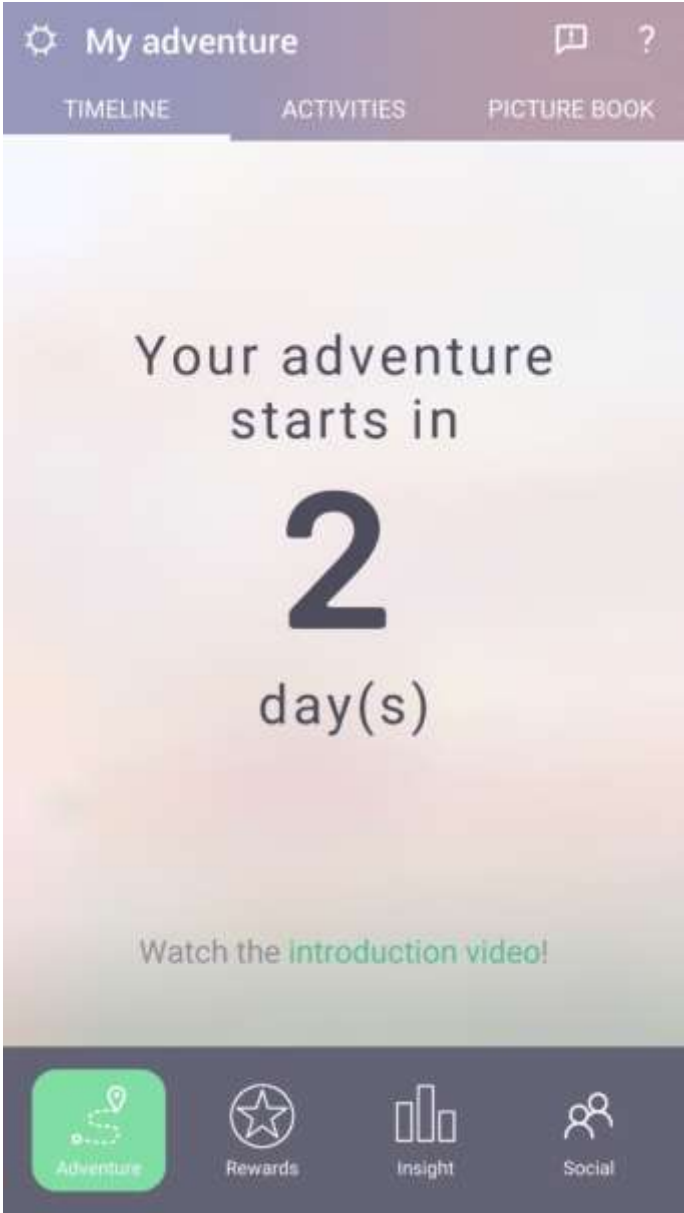 My adventure
?
TIMELINE ACTIVITIES PICTURE BOOK
Your adventure
starts in
2
day(s)
Watch the introduction video!
Adventure Rewards Insight Social